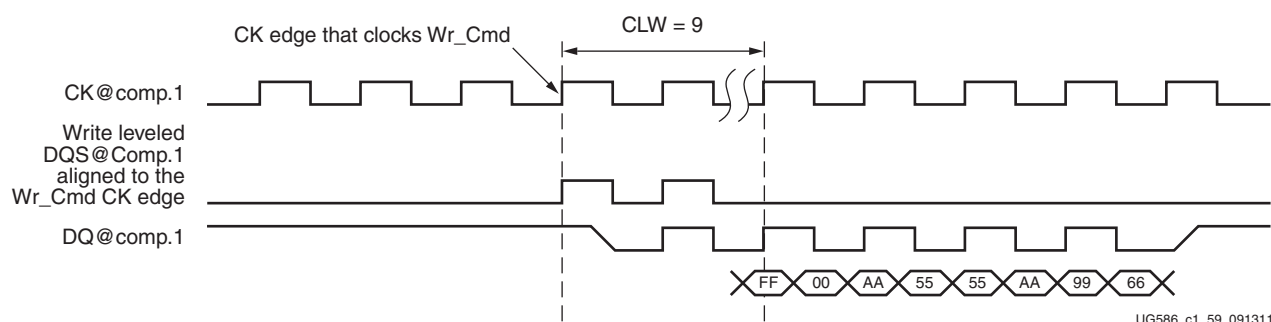 CLW = 9
CK edge that clocks Wr_Cmd
CK@comp.1
Write leveled
DQS@Comp.1
aligned to the
Wr_Cmd CK edge
DQ@comp.1
FF 00 AA 55 55 AA 99 66
UG586_c1_59_091311